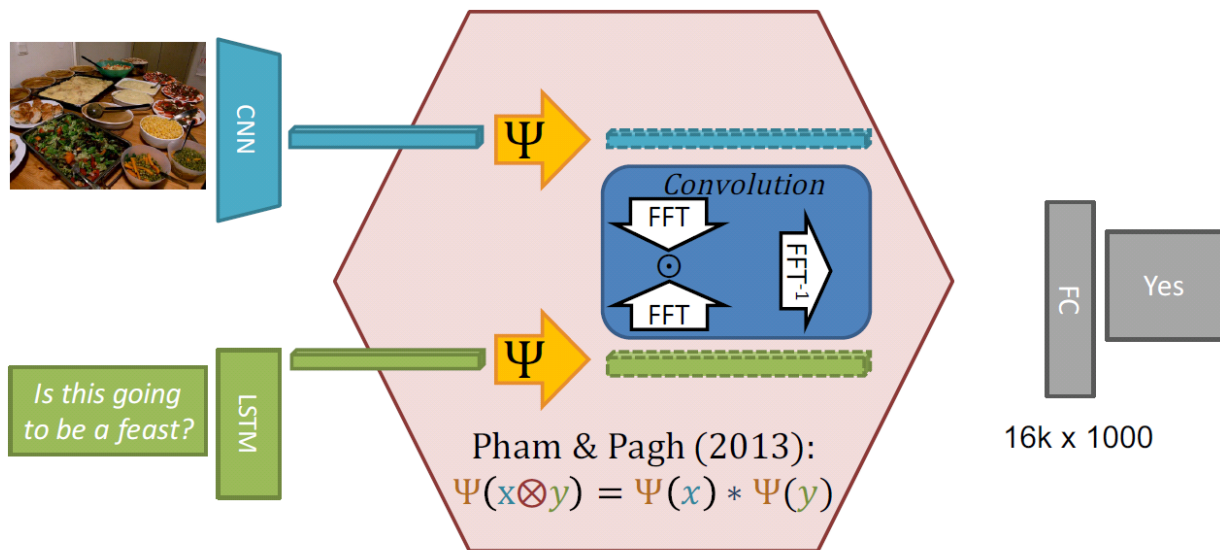 CNN
Ψ
Convolution
FFT
⊙
FFT
FFT⁻¹
FC
Yes
Is this going
to be a feast?
LSTM
Ψ
16k x 1000
Pham & Pagh (2013):
Ψ(x⊗y) = Ψ(x) ∗ Ψ(y)